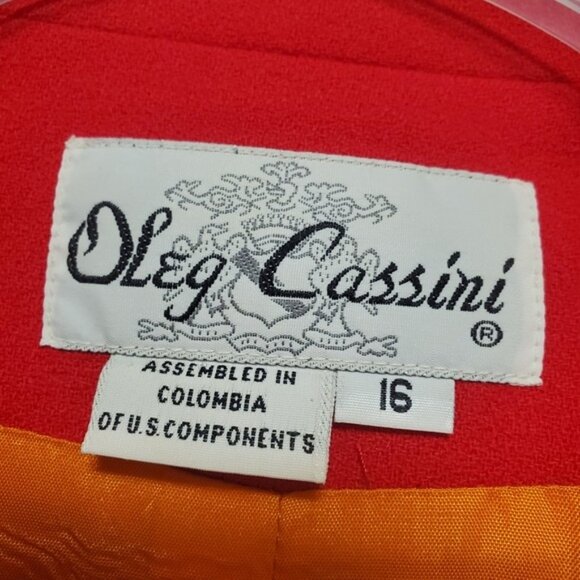 Oleg Cassini
®
ASSEMBLED IN
COLOMBIA
OF U.S. COMPONENTS
16